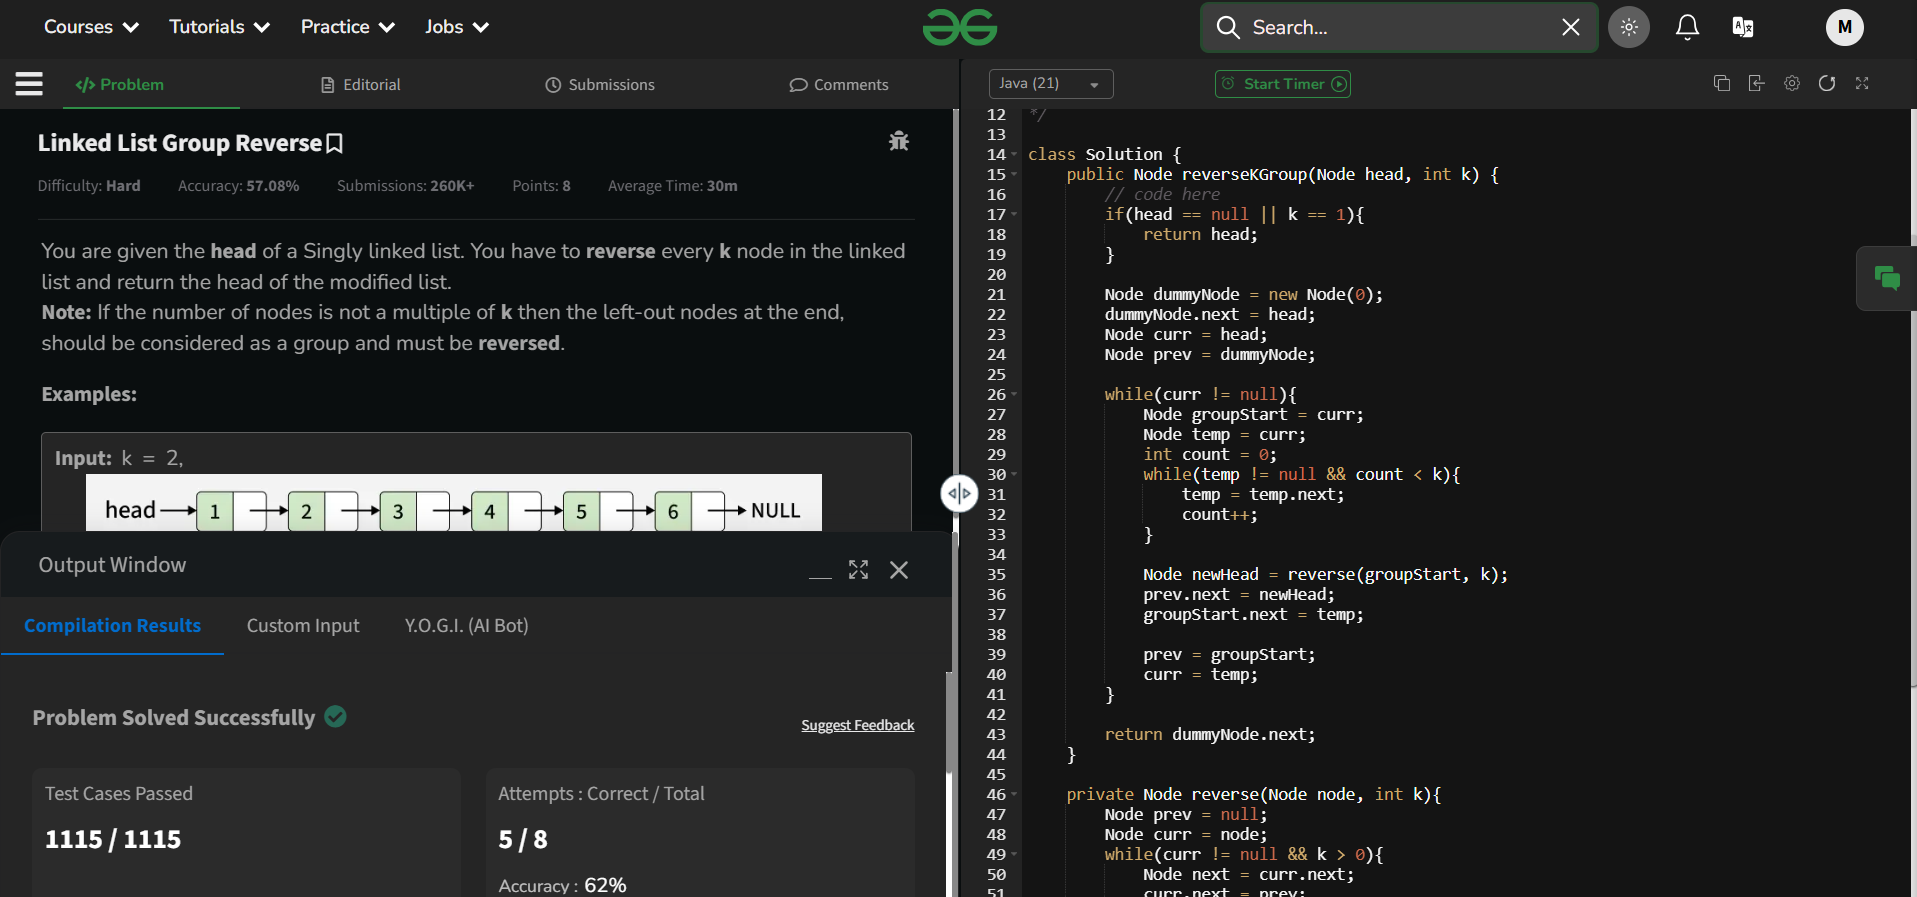 Courses Tutorials Practice Jobs
Search...
M
Problem Editorial Submissions Comments
Java (21) Start Timer
Linked List Group Reverse
Difficulty: Hard Accuracy: 57.08% Submissions: 260K+ Points: 8 Average Time: 30m
You are given the head of a Singly linked list. You have to reverse every k node in the linked
list and return the head of the modified list.
Note: If the number of nodes is not a multiple of k then the left-out nodes at the end,
should be considered as a group and must be reversed.
Examples:
Input: k = 2,
head 1 2 3 4 5 6 NULL
Output Window
Compilation Results Custom Input Y.O.G.I. (AI Bot)
Problem Solved Successfully
Suggest Feedback
Test Cases Passed
1115 / 1115
Attempts : Correct / Total
5 / 8
Accuracy : 62%
12 */
13
14 class Solution {
15 public Node reverseKGroup(Node head, int k) {
16 // code here
17 if(head == null || k == 1){
18 return head;
19 }
20
21 Node dummyNode = new Node(0);
22 dummyNode.next = head;
23 Node curr = head;
24 Node prev = dummyNode;
25
26 while(curr != null){
27 Node groupStart = curr;
28 Node temp = curr;
29 int count = 0;
30 while(temp != null && count < k){
31 temp = temp.next;
32 count++;
33 }
34
35 Node newHead = reverse(groupStart, k);
36 prev.next = newHead;
37 groupStart.next = temp;
38
39 prev = groupStart;
40 curr = temp;
41 }
42
43 return dummyNode.next;
44 }
45
46 private Node reverse(Node node, int k){
47 Node prev = null;
48 Node curr = node;
49 while(curr != null && k > 0){
50 Node next = curr.next;
51 curr.next = prev;